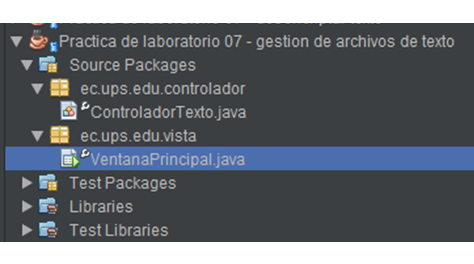 Practica de laboratorio 07 - gestion de archivos de texto
Source Packages
ec.ups.edu.controlador
ControladorTexto.java
ec.ups.edu.vista
VentanaPrincipal.java
Test Packages
Libraries
Test Libraries